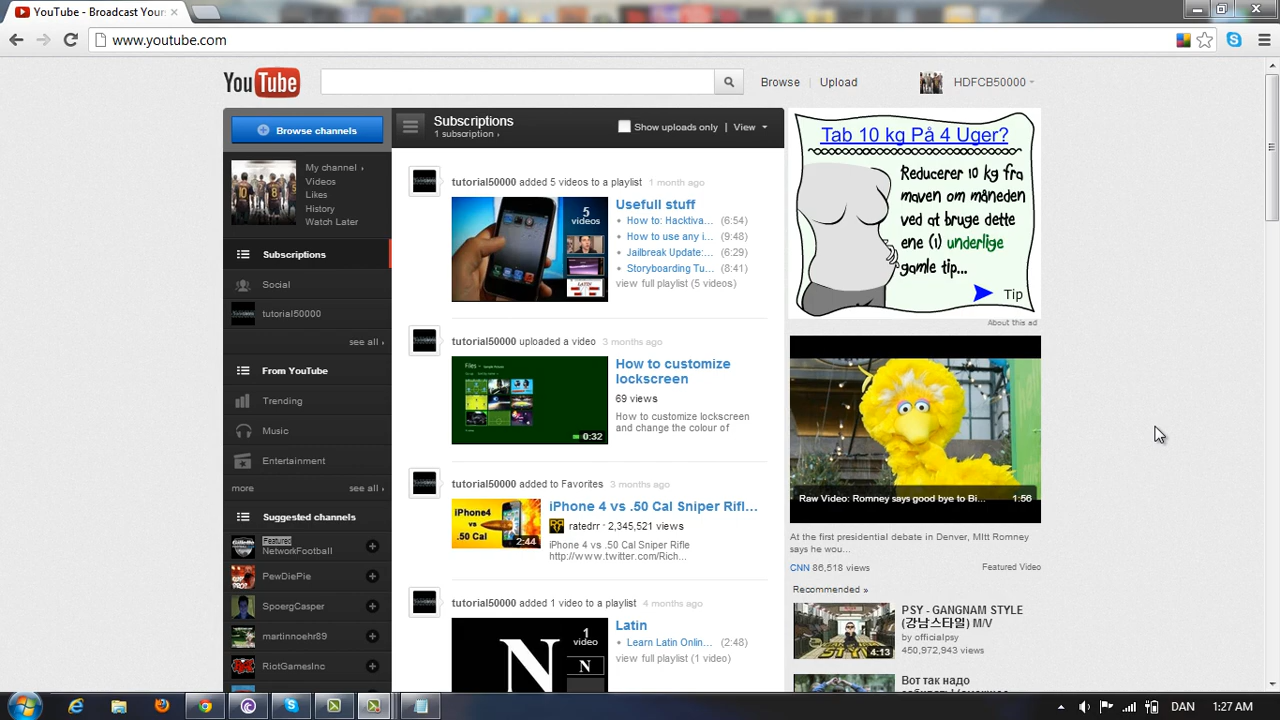 YouTube - Broadcast Your
www.youtube.com
YouTube
Browse
Upload
HDFCB50000
Browse channels
My channel ›
Videos
Likes
History
Watch Later
Subscriptions
Social
tutorial50000
see all ›
From YouTube
Trending
Music
Entertainment
more
see all ›
Suggested channels
Featured
NetworkFootball
PewDiePie
SpoergCasper
martinnoehr89
RiotGamesInc
Subscriptions
1 subscription ›
Show uploads only | View
tutorial50000 added 5 videos to a playlist 1 month ago
5
videos
Usefull stuff
• How to: Hacktiva... (6:54)
• How to use any i... (9:48)
• Jailbreak Update:... (6:29)
• Storyboarding Tu... (8:41)
view full playlist (5 videos)
tutorial50000 uploaded a video 3 months ago
0:32
How to customize
lockscreen
69 views
How to customize lockscreen
and change the colour of
tutorial50000 added to Favorites 3 months ago
iPhone4
vs
.50 Cal
2:44
iPhone 4 vs .50 Cal Sniper Rifl...
ratedrr · 2,345,521 views
iPhone 4 vs .50 Cal Sniper Rifle
http://www.twitter.com/Rich...
tutorial50000 added 1 video to a playlist 4 months ago
N
1
video
N
Latin
• Learn Latin Onlin... (2:48)
view full playlist (1 video)
Tab 10 kg På 4 Uger?
Reducerer 10 kg fra
maven om måneden
ved at bruge dette
ene (1) underlige
gamle tip...
Tip
About this ad
Raw Video: Romney says good bye to Bi... 1:56
At the first presidential debate in Denver, MItt Romney
says he wou...
CNN 86,518 views
Featured Video
Recommended »
4:13
PSY - GANGNAM STYLE
(강남스타일) M/V
by officialpsy
450,972,943 views
Вот так надо
DAN
1:27 AM